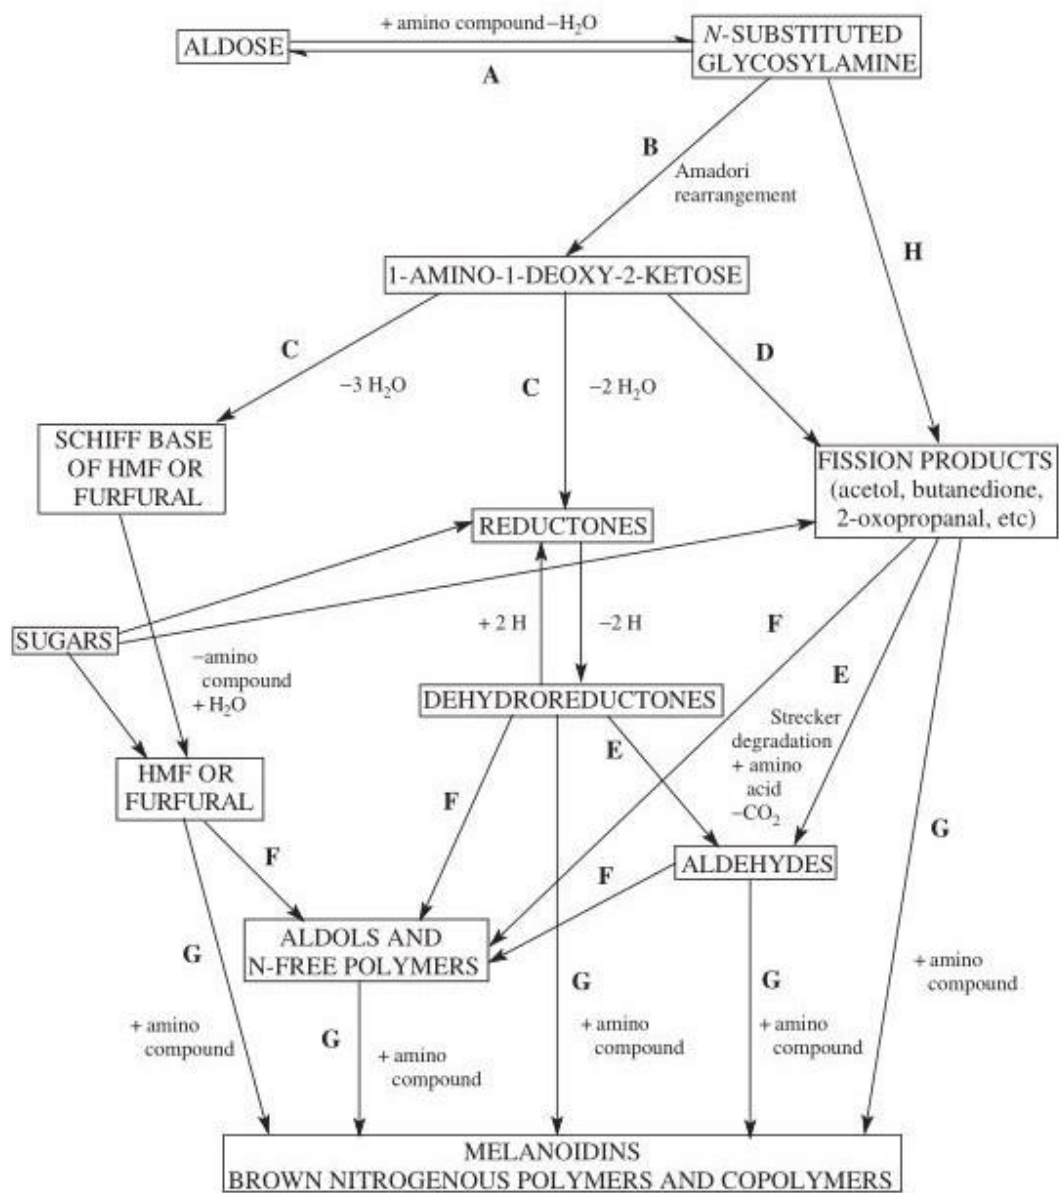 + amino compound–H₂O
ALDOSE
N-SUBSTITUTED
GLYCOSYLAMINE
A
B
Amadori
rearrangement
H
1-AMINO-1-DEOXY-2-KETOSE
C
–3 H₂O
C
–2 H₂O
D
SCHIFF BASE
OF HMF OR
FURFURAL
FISSION PRODUCTS
(acetol, butanedione,
2-oxopropanal, etc)
REDUCTONES
SUGARS
+ 2 H
–2 H
F
E
–amino
compound
+ H₂O
DEHYDROREDUCTONES
E
Strecker
degradation
+ amino
acid
–CO₂
HMF OR
FURFURAL
F
F
G
ALDEHYDES
F
ALDOLS AND
N-FREE POLYMERS
G
+ amino
compound
G
+ amino
compound
G
+ amino
compound
G
+ amino
compound
+ amino
compound
MELANOIDINS
BROWN NITROGENOUS POLYMERS AND COPOLYMERS